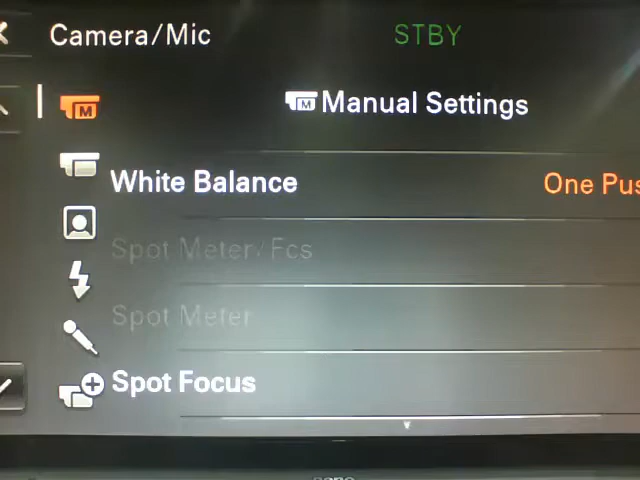 Camera/Mic STBY
M Manual Settings
White Balance One Pus
Spot Meter/Fcs
Spot Meter
Spot Focus